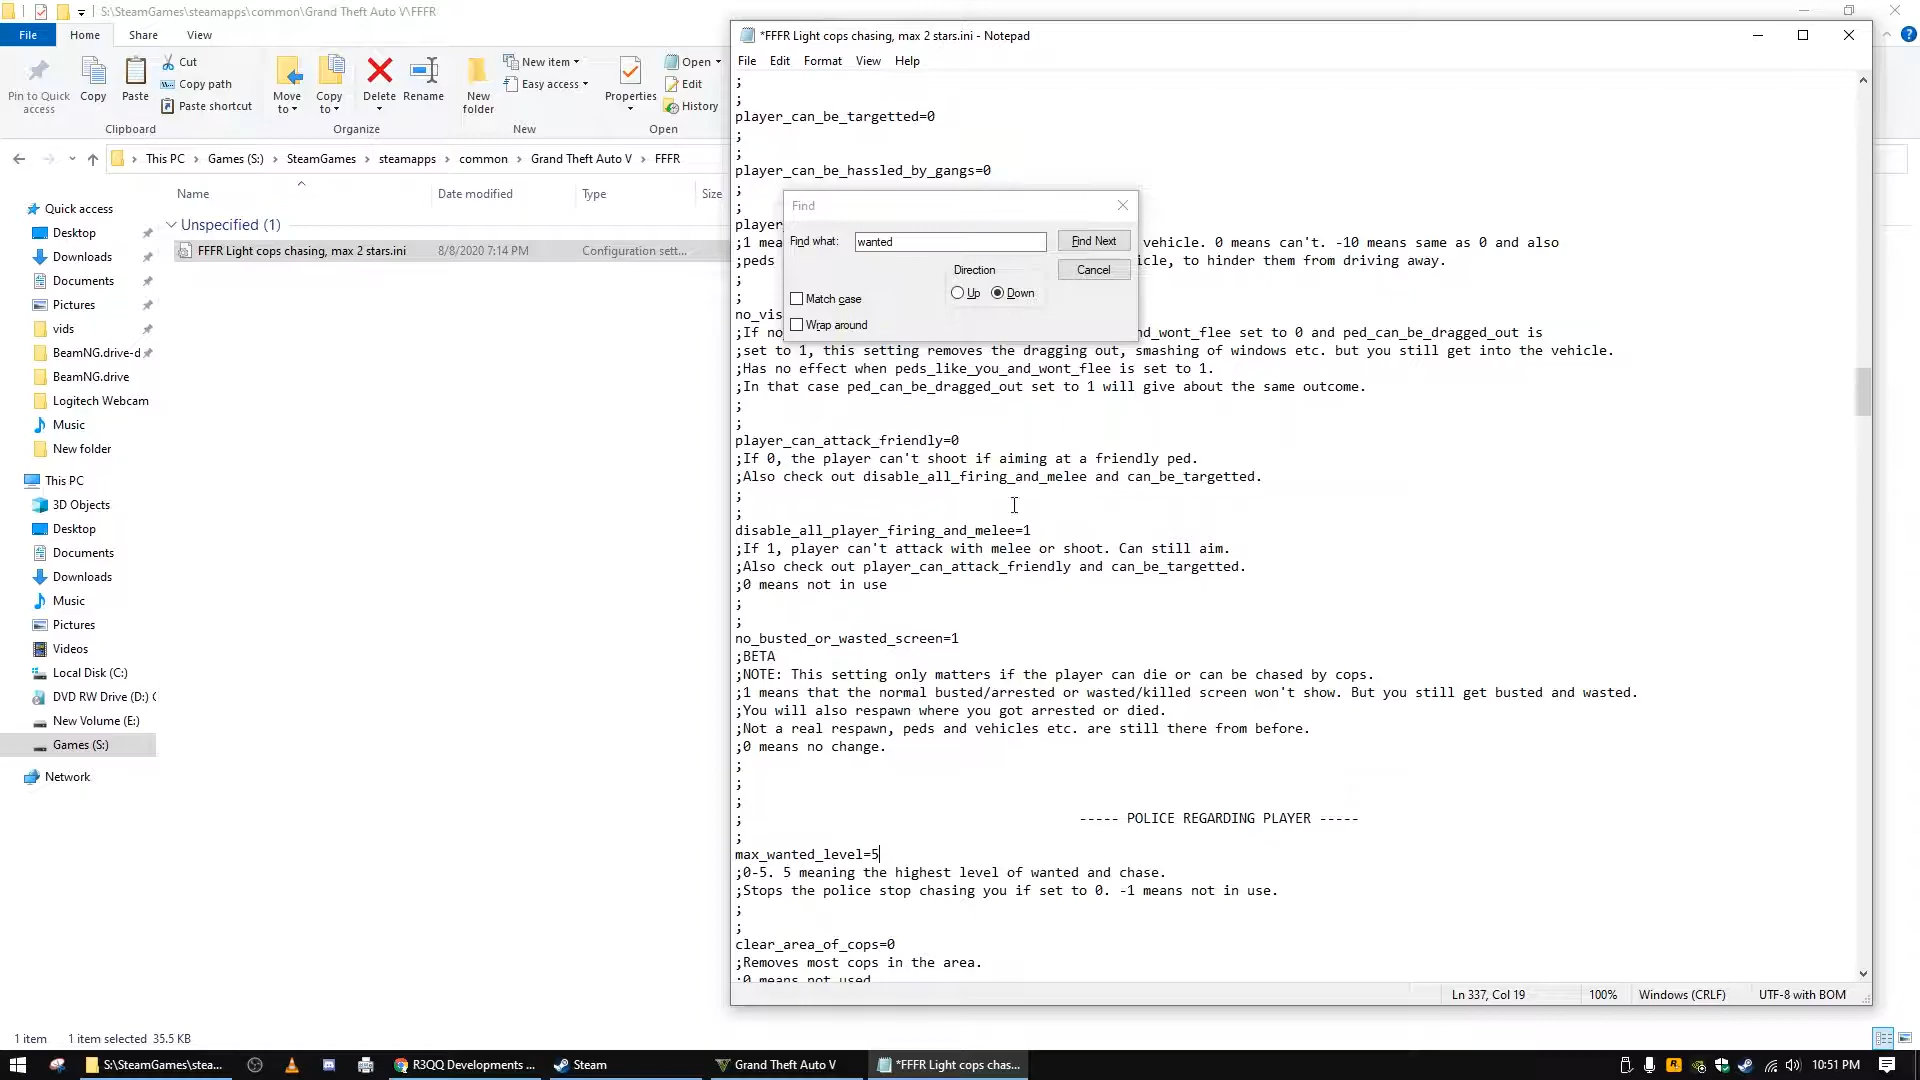 S:\SteamGames\steamapps\common\Grand Theft Auto V\FFFR
File Home Share View
Pin to Quick access
Copy
Paste
Cut
Copy path
Paste shortcut
Clipboard
Move to
Copy to
Delete
Rename
Organize
New folder
New item
Easy access
New
Properties
Open
Edit
History
Open
This PC > Games (S:) > SteamGames > steamapps > common > Grand Theft Auto V > FFFR
Name Date modified Type Size
Unspecified (1)
FFFR Light cops chasing, max 2 stars.ini 8/8/2020 7:14 PM Configuration sett...
Quick access
Desktop
Downloads
Documents
Pictures
vids
BeamNG.drive-d
BeamNG.drive
Logitech Webcam
Music
New folder
This PC
3D Objects
Desktop
Documents
Downloads
Music
Pictures
Videos
Local Disk (C:)
DVD RW Drive (D:) (
New Volume (E:)
Games (S:)
Network
1 item 1 item selected 35.5 KB
*FFFR Light cops chasing, max 2 stars.ini - Notepad
File Edit Format View Help
;
;
player_can_be_targetted=0
;
;
player_can_be_hassled_by_gangs=0
;
;
player
;1 mea vehicle. 0 means can't. -10 means same as 0 and also
;peds icle, to hinder them from driving away.
;
;
no_vis
;If no nd_wont_flee set to 0 and ped_can_be_dragged_out is
;set to 1, this setting removes the dragging out, smashing of windows etc. but you still get into the vehicle.
;Has no effect when peds_like_you_and_wont_flee is set to 1.
;In that case ped_can_be_dragged_out set to 1 will give about the same outcome.
;
;
player_can_attack_friendly=0
;If 0, the player can't shoot if aiming at a friendly ped.
;Also check out disable_all_firing_and_melee and can_be_targetted.
;
;
disable_all_player_firing_and_melee=1
;If 1, player can't attack with melee or shoot. Can still aim.
;Also check out player_can_attack_friendly and can_be_targetted.
;0 means not in use
;
;
no_busted_or_wasted_screen=1
;BETA
;NOTE: This setting only matters if the player can die or can be chased by cops.
;1 means that the normal busted/arrested or wasted/killed screen won't show. But you still get busted and wasted.
;You will also respawn where you got arrested or died.
;Not a real respawn, peds and vehicles etc. are still there from before.
;0 means no change.
;
;
;
; ----- POLICE REGARDING PLAYER -----
;
max_wanted_level=5
;0-5. 5 meaning the highest level of wanted and chase.
;Stops the police stop chasing you if set to 0. -1 means not in use.
;
;
clear_area_of_cops=0
;Removes most cops in the area.
;0 means not used
Find
Find what: wanted Find Next
Direction Cancel
Up Down
Match case
Wrap around
Ln 337, Col 19 100% Windows (CRLF) UTF-8 with BOM
S:\SteamGames\stea... R3QQ Developments ... Steam Grand Theft Auto V *FFFR Light cops chas... 10:51 PM